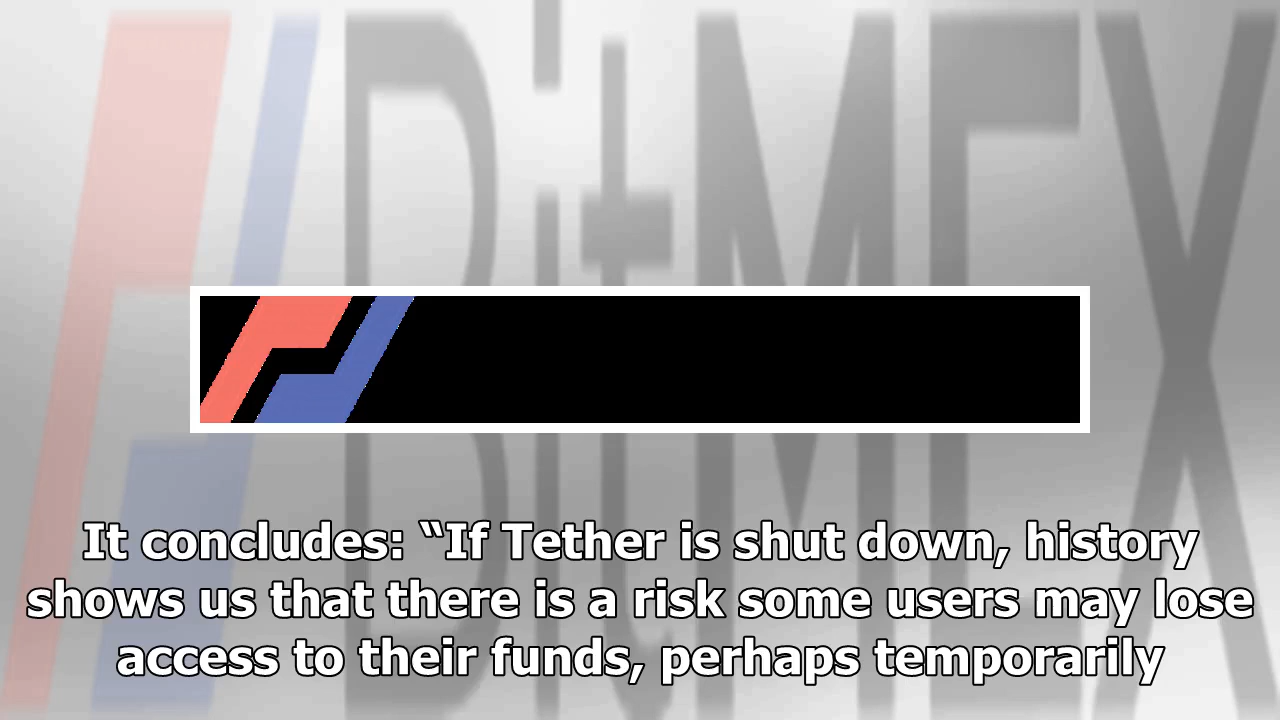 BitMEX
It concludes: “If Tether is shut down, history
shows us that there is a risk some users may lose
access to their funds, perhaps temporarily